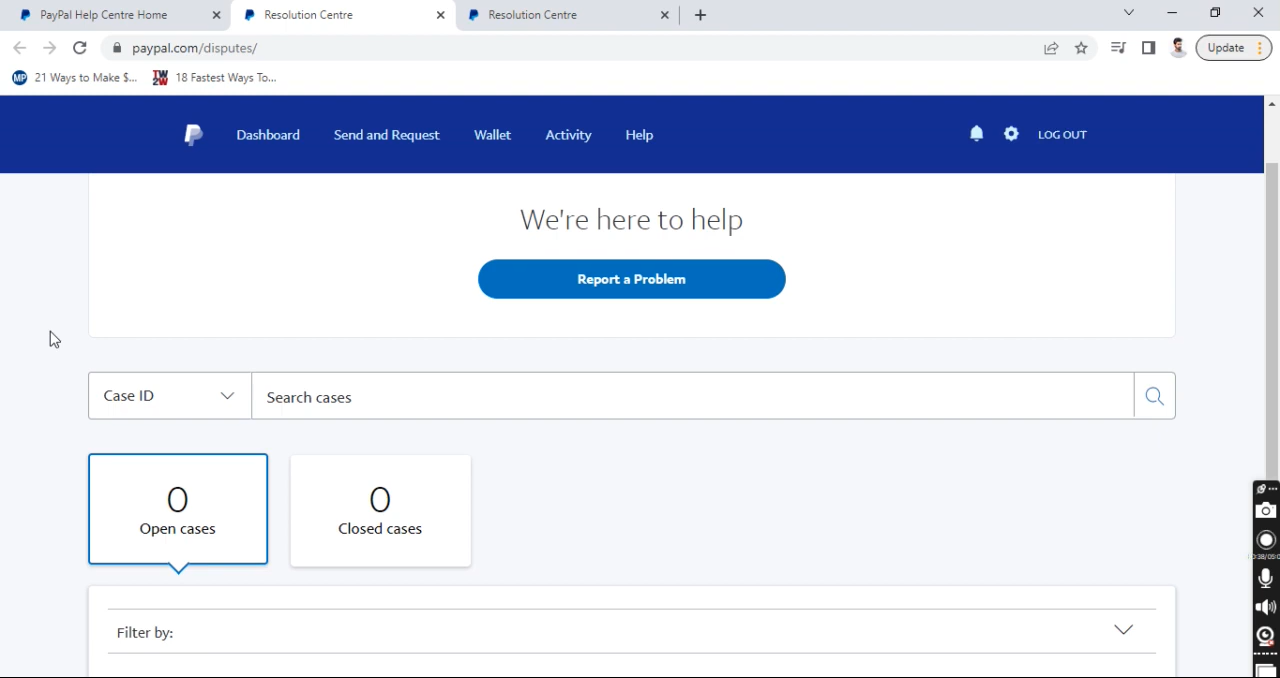 PayPal Help Centre Home
Resolution Centre
Resolution Centre
paypal.com/disputes/
Update
MP 21 Ways to Make $...
TW2W 18 Fastest Ways To...
Dashboard Send and Request Wallet Activity Help LOG OUT
We're here to help
Report a Problem
Case ID Search cases
0 0
Open cases Closed cases
Filter by: